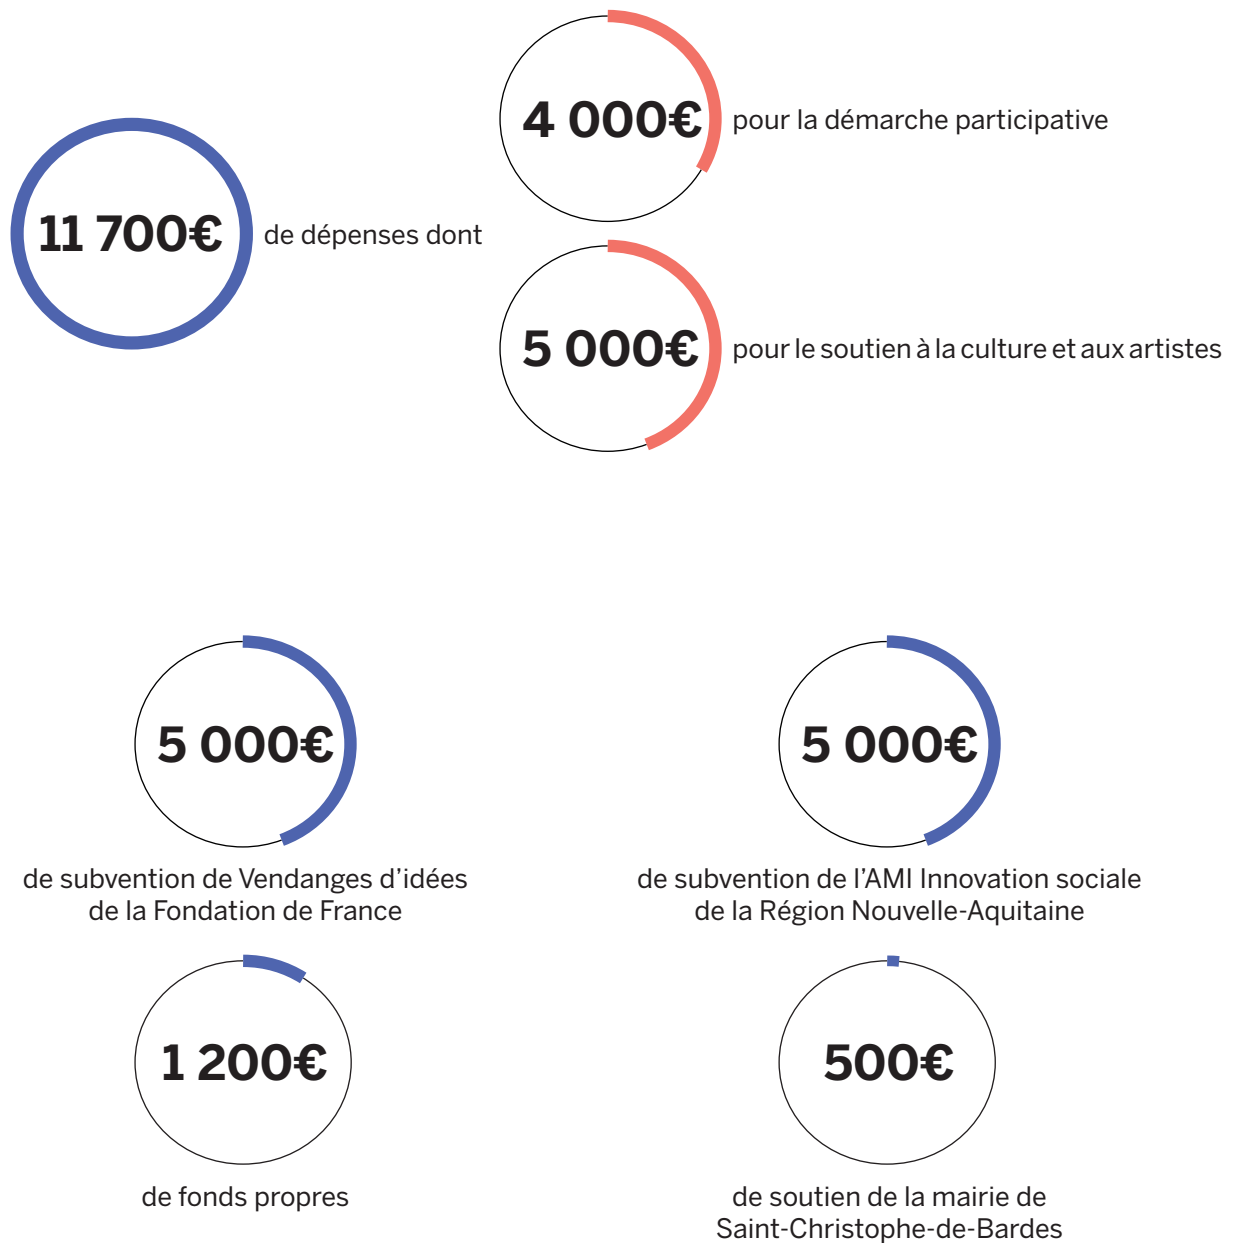 11 700€
de dépenses dont
4 000€
pour la démarche participative
5 000€
pour le soutien à la culture et aux artistes
5 000€
de subvention de Vendanges d'idées
de la Fondation de France
5 000€
de subvention de l'AMI Innovation sociale
de la Région Nouvelle-Aquitaine
1 200€
de fonds propres
500€
de soutien de la mairie de
Saint-Christophe-de-Bardes